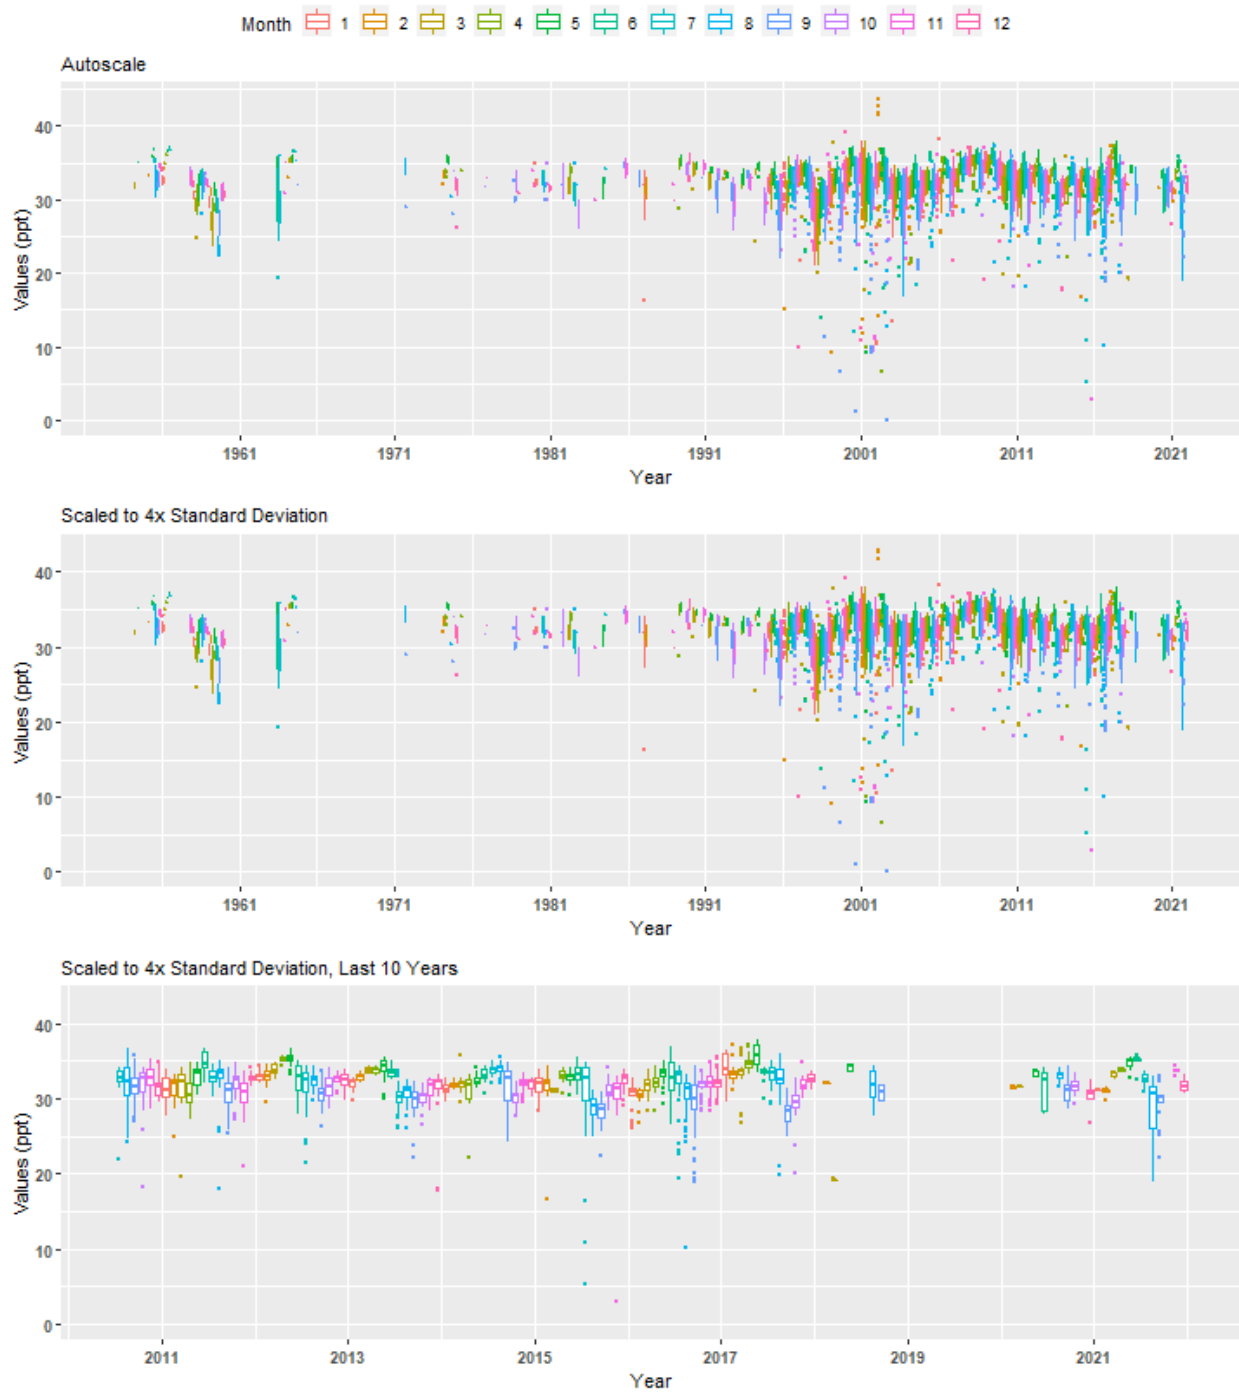 Month 1 2 3 4 5 6 7 8 9 10 11 12
Autoscale
Values (ppt)
40
30
20
10
0
1961 1971 1981 1991 2001 2011 2021
Year
Scaled to 4x Standard Deviation
Values (ppt)
40
30
20
10
0
1961 1971 1981 1991 2001 2011 2021
Year
Scaled to 4x Standard Deviation, Last 10 Years
Values (ppt)
40
30
20
10
0
2011 2013 2015 2017 2019 2021
Year